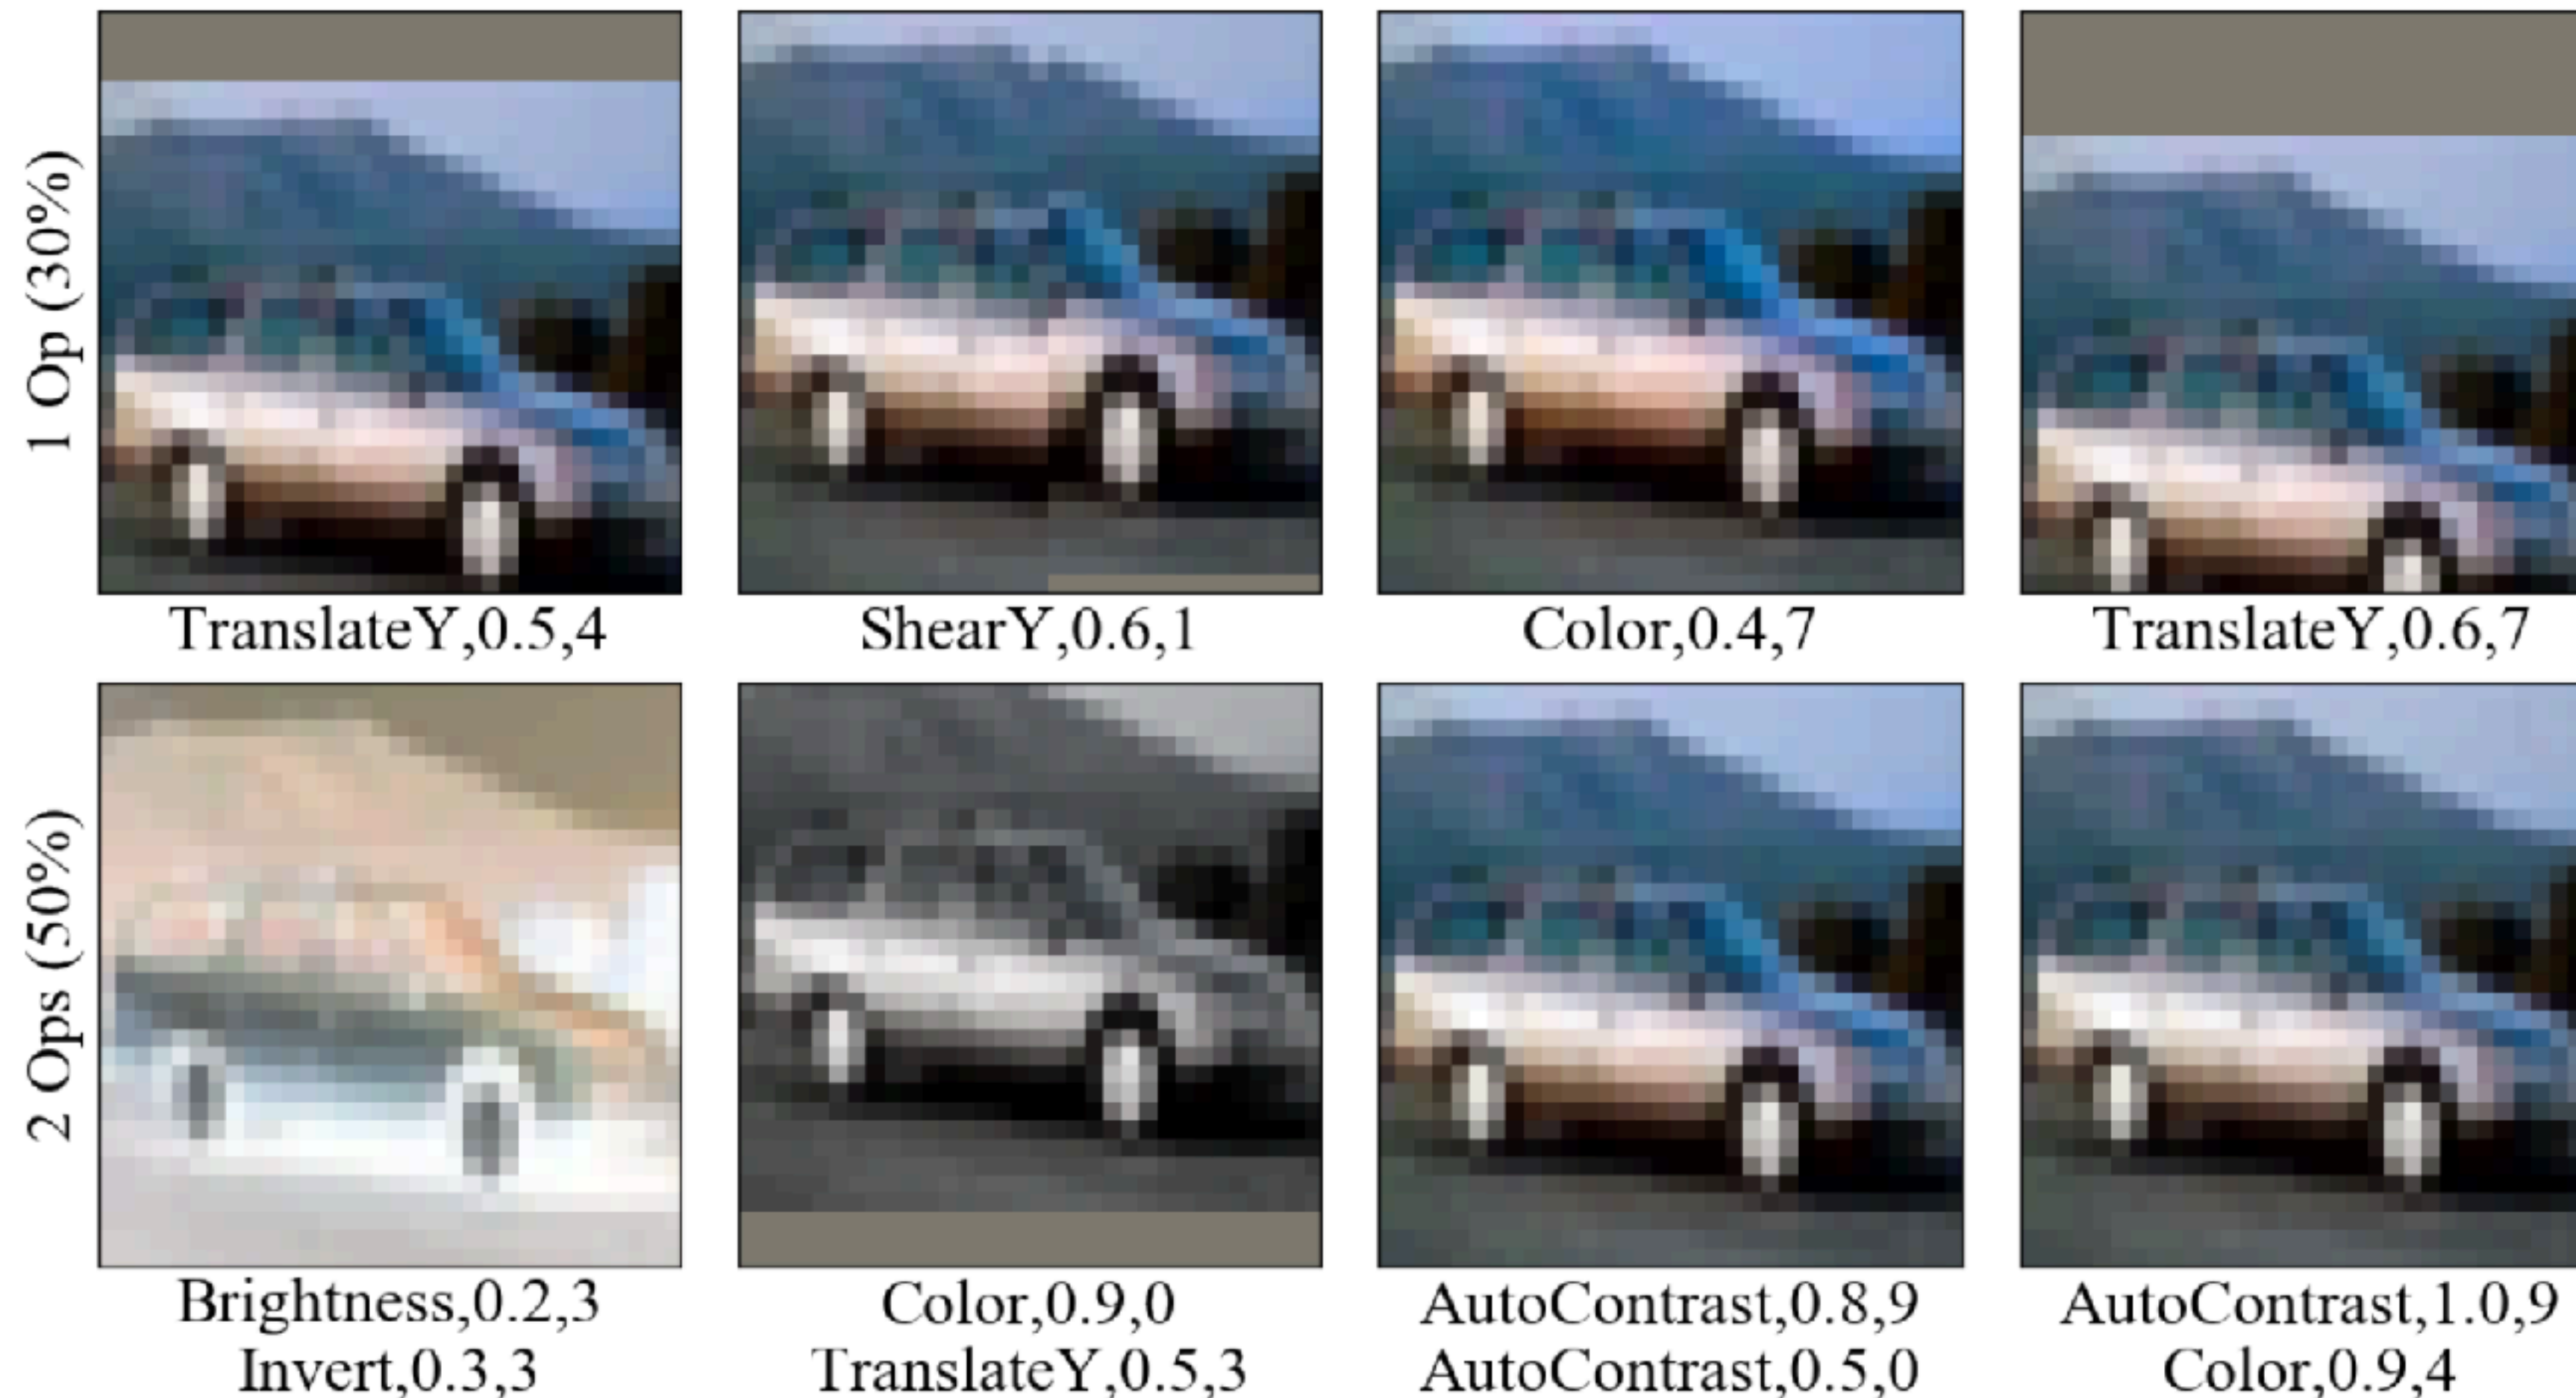 1 Op (30%)
TranslateY,0.5,4
ShearY,0.6,1
Color,0.4,7
TranslateY,0.6,7
2 Ops (50%)
Brightness,0.2,3
Invert,0.3,3
Color,0.9,0
TranslateY,0.5,3
AutoContrast,0.8,9
AutoContrast,0.5,0
AutoContrast,1.0,9
Color,0.9,4